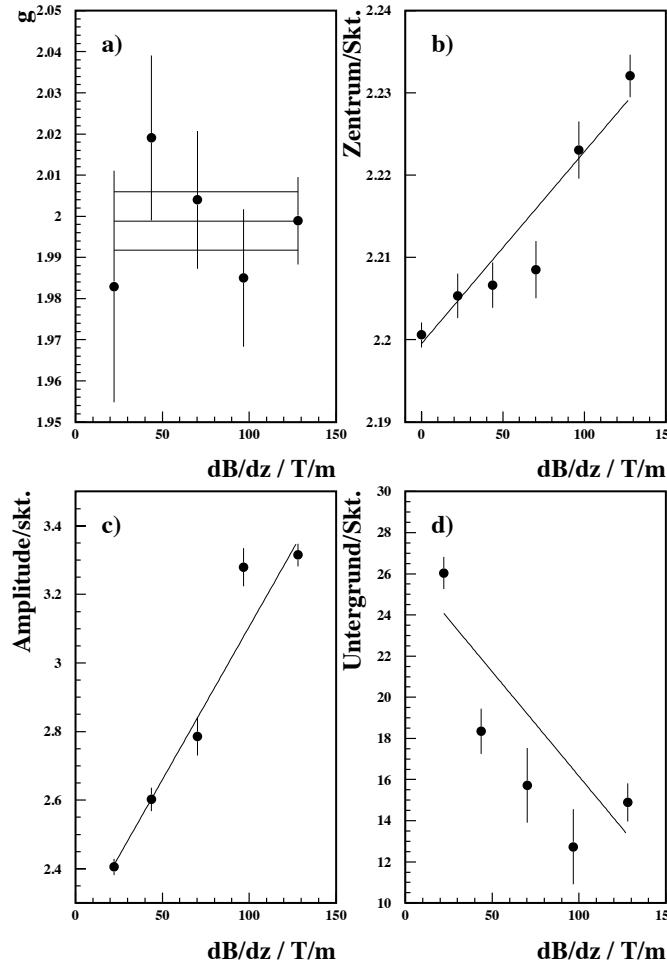 g
a)
2.05
2.04
2.03
2.02
2.01
2
1.99
1.98
1.97
1.96
1.95
0 50 100 150
dB/dz / T/m
Zentrum/Skt.
b)
2.24
2.23
2.22
2.21
2.2
2.19
0 50 100 150
dB/dz / T/m
Amplitude/skt.
c)
3.4
3.2
3
2.8
2.6
2.4
0 50 100 150
dB/dz / T/m
Untergrund/Skt.
d)
30
28
26
24
22
20
18
16
14
12
10
0 50 100 150
dB/dz / T/m